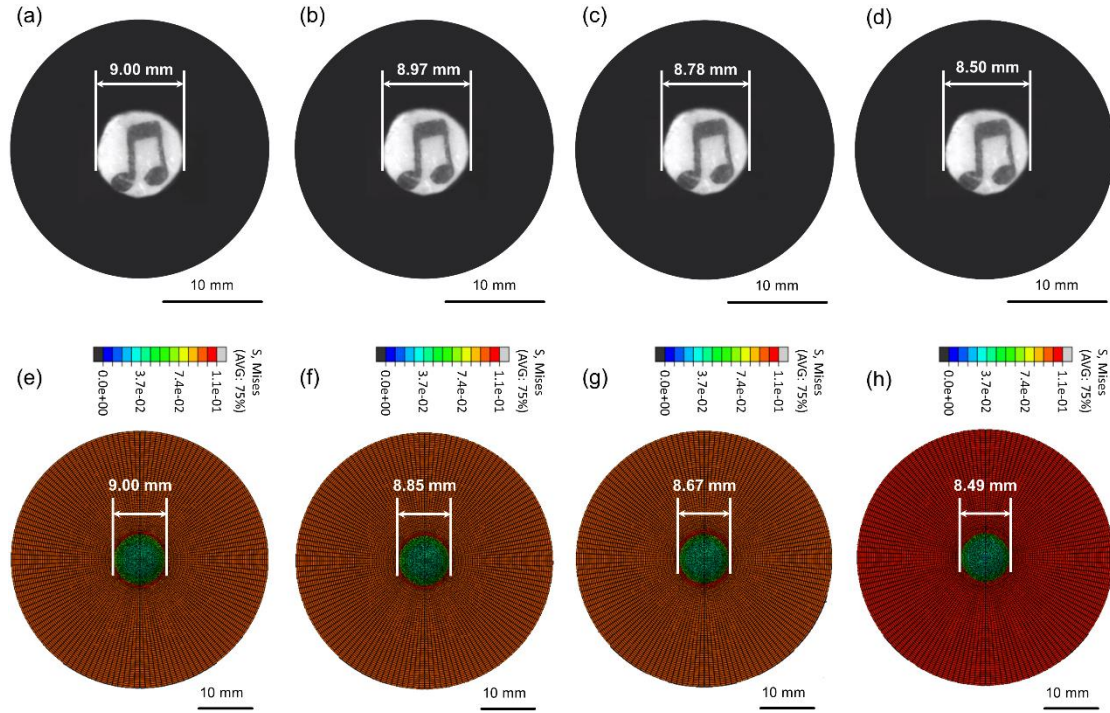 (a)
(b)
(c)
(d)
9.00 mm
8.97 mm
8.78 mm
8.50 mm
10 mm
10 mm
10 mm
10 mm
S, Mises
(AVG: 75%)
1.1e-01
7.4e-02
3.7e-02
0.0e+00
S, Mises
(AVG: 75%)
1.1e-01
7.4e-02
3.7e-02
0.0e+00
S, Mises
(AVG: 75%)
1.1e-01
7.4e-02
3.7e-02
0.0e+00
S, Mises
(AVG: 75%)
1.1e-01
7.4e-02
3.7e-02
0.0e+00
(e)
(f)
(g)
(h)
9.00 mm
8.85 mm
8.67 mm
8.49 mm
10 mm
10 mm
10 mm
10 mm